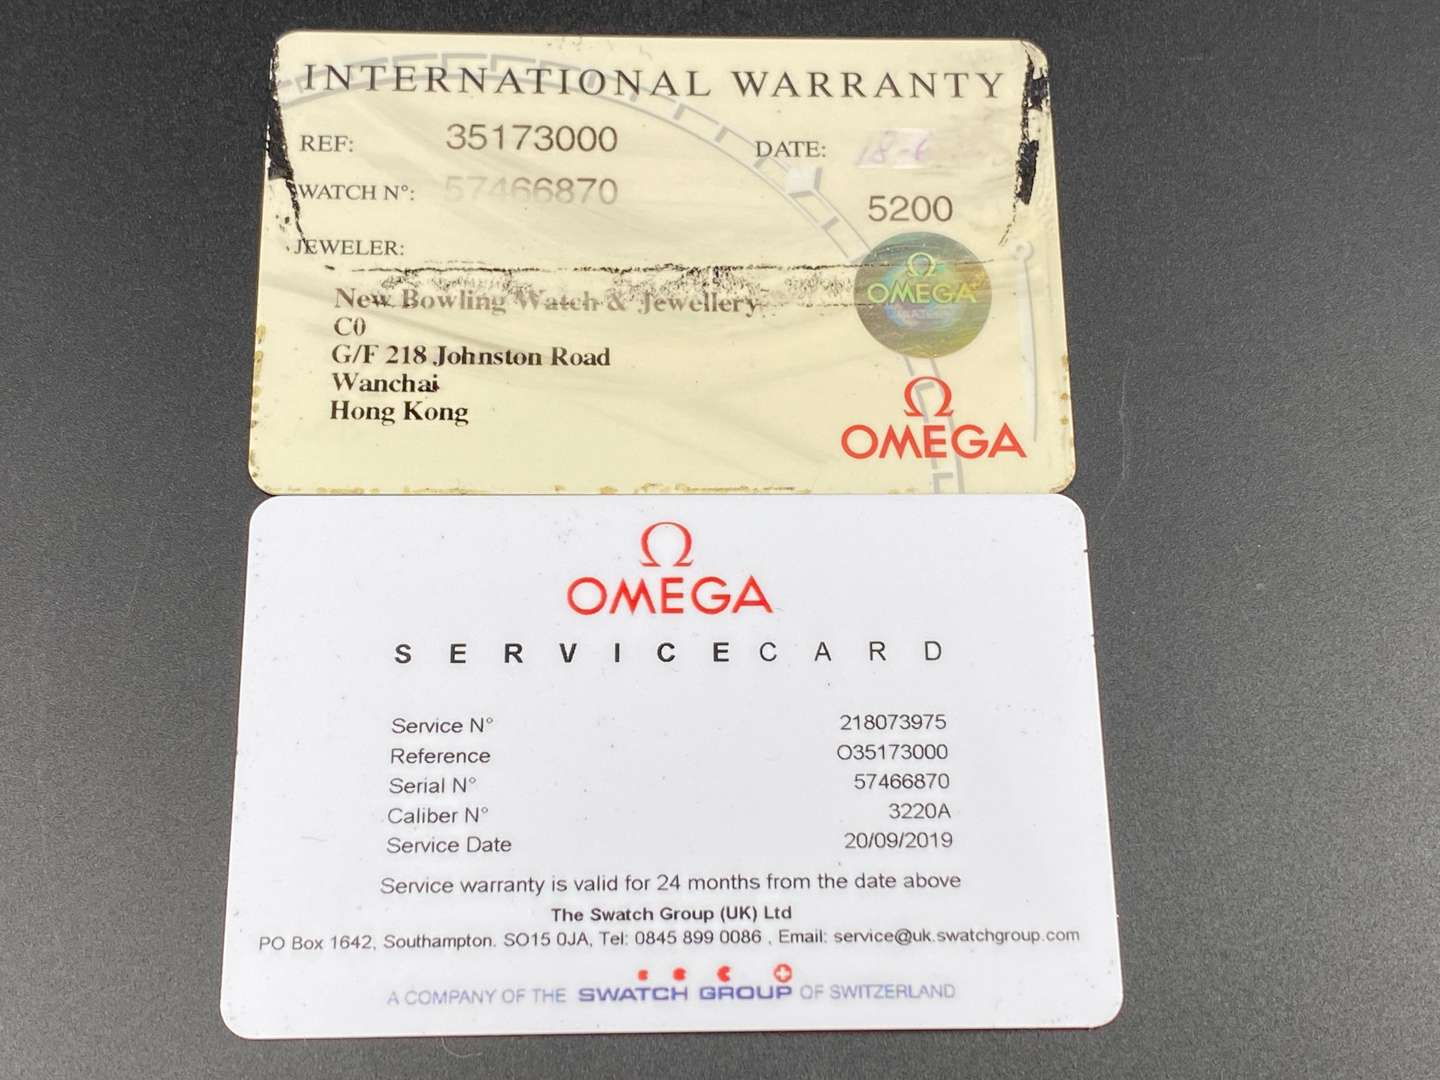 INTERNATIONAL WARRANTY
REF: 35173000 DATE: 18-6
WATCH N°: 57466870
5200
JEWELER:
New Bowling Watch & Jewellery
C0
G/F 218 Johnston Road
Wanchai
Hong Kong
Ω
OMEGA
Ω
OMEGA
Ω
OMEGA
SERVICECARD
Service N° 218073975
Reference O35173000
Serial N° 57466870
Caliber N° 3220A
Service Date 20/09/2019
Service warranty is valid for 24 months from the date above
The Swatch Group (UK) Ltd
PO Box 1642, Southampton. SO15 0JA, Tel: 0845 899 0086 , Email: service@uk.swatchgroup.com
A COMPANY OF THE SWATCH GROUP OF SWITZERLAND